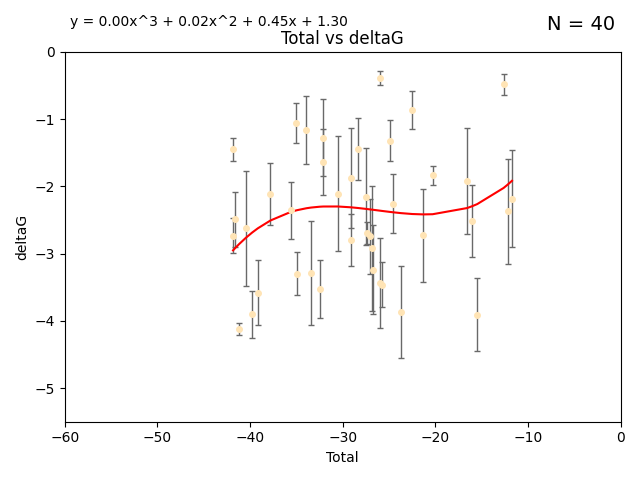 y = 0.00x^3 + 0.02x^2 + 0.45x + 1.30
N = 40
Total vs deltaG
0
−1
−2
−3
−4
−5
deltaG
−60 −50 −40 −30 −20 −10 0
Total